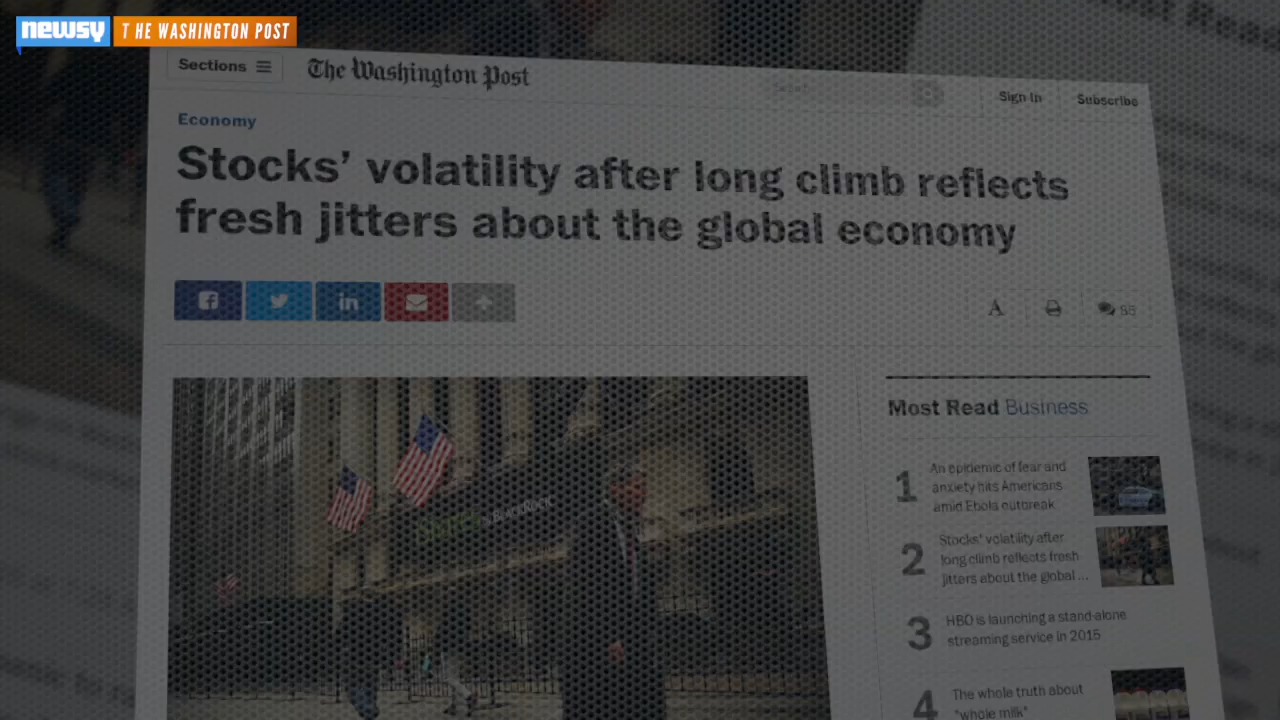 newsy THE WASHINGTON POST
Sections
The Washington Post
Sign In
Subscribe
Economy
Stocks' volatility after long climb reflects
fresh jitters about the global economy
A
85
Most Read Business
1
An epidemic of fear and
anxiety hits Americans
amid Ebola outbreak
2
Stocks' volatility after
long climb reflects fresh
jitters about the global ...
3
HBO is launching a stand-alone
streaming service in 2015
4
The whole truth about
"whole milk"